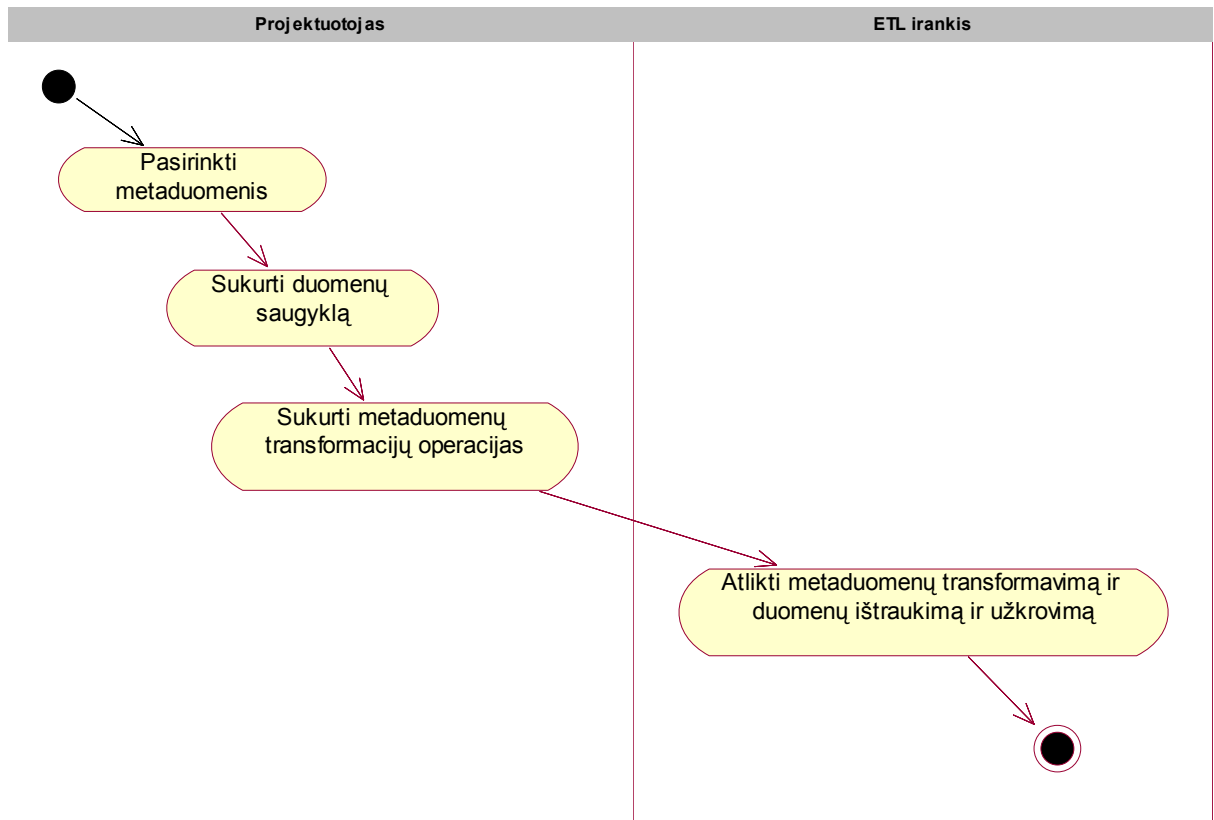 Projektuotojas
ETL irankis
Pasirinkti
metaduomenis
Sukurti duomenų
saugyklą
Sukurti metaduomenų
transformacijų operacijas
Atlikti metaduomenų transformavimą ir
duomenų ištraukimą ir užkrovimą